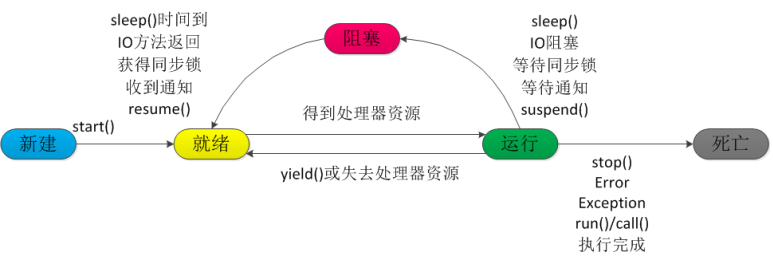 sleep()时间到
IO方法返回
获得同步锁
收到通知
resume()
阻塞
sleep()
IO阻塞
等待同步锁
等待通知
suspend()
新建
start()
就绪
得到处理器资源
yield()或失去处理器资源
运行
死亡
stop()
Error
Exception
run()/call()
执行完成